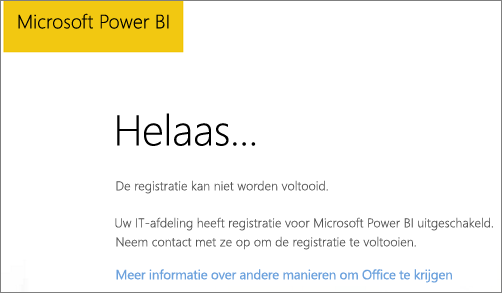 Microsoft Power BI
Helaas...
De registratie kan niet worden voltooid.
Uw IT-afdeling heeft registratie voor Microsoft Power BI uitgeschakeld.
Neem contact met ze op om de registratie te voltooien.
Meer informatie over andere manieren om Office te krijgen